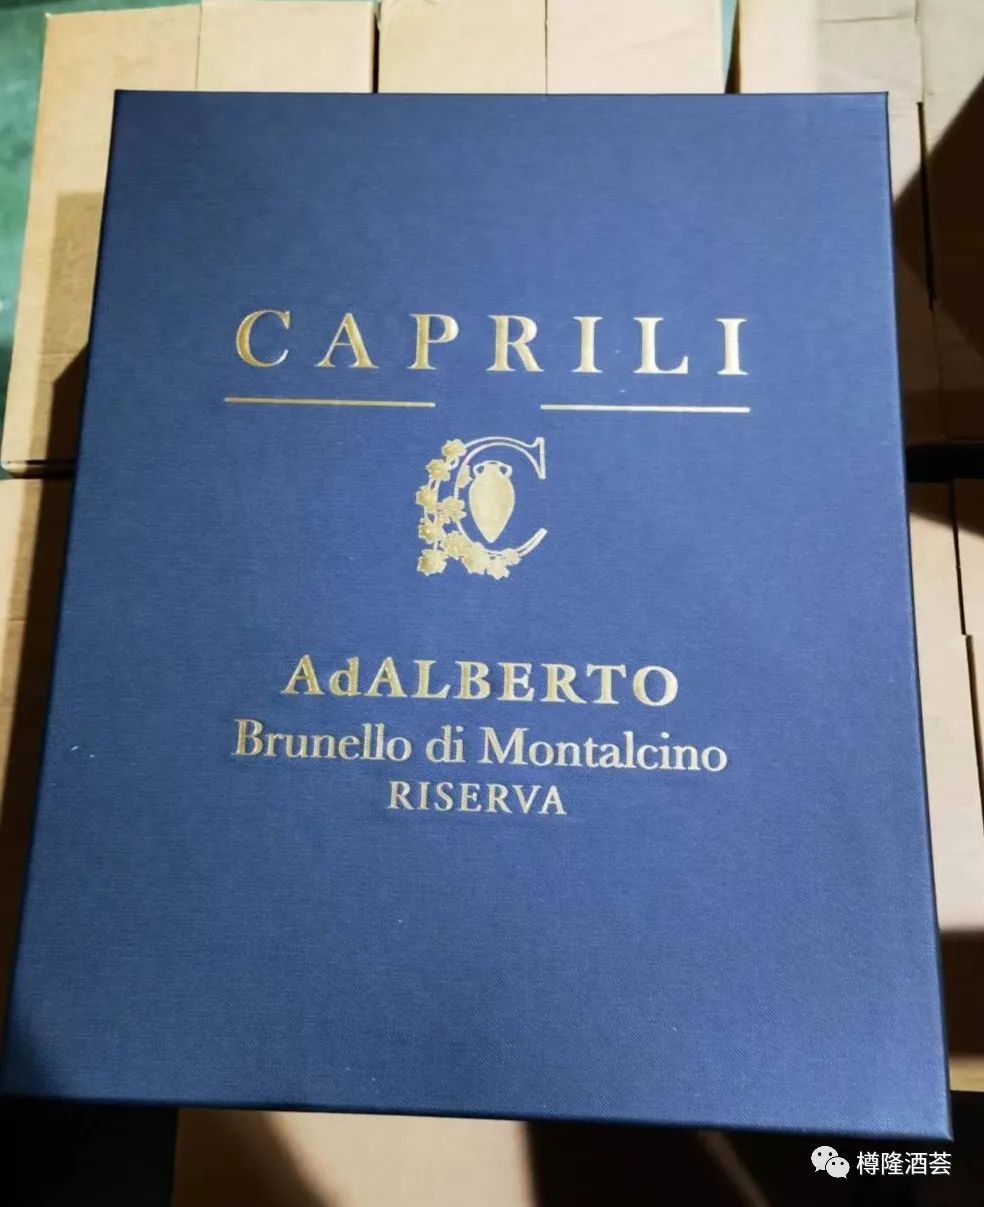 CAPRILI
C
AdALBERTO
Brunello di Montalcino
RISERVA
樽隆酒荟